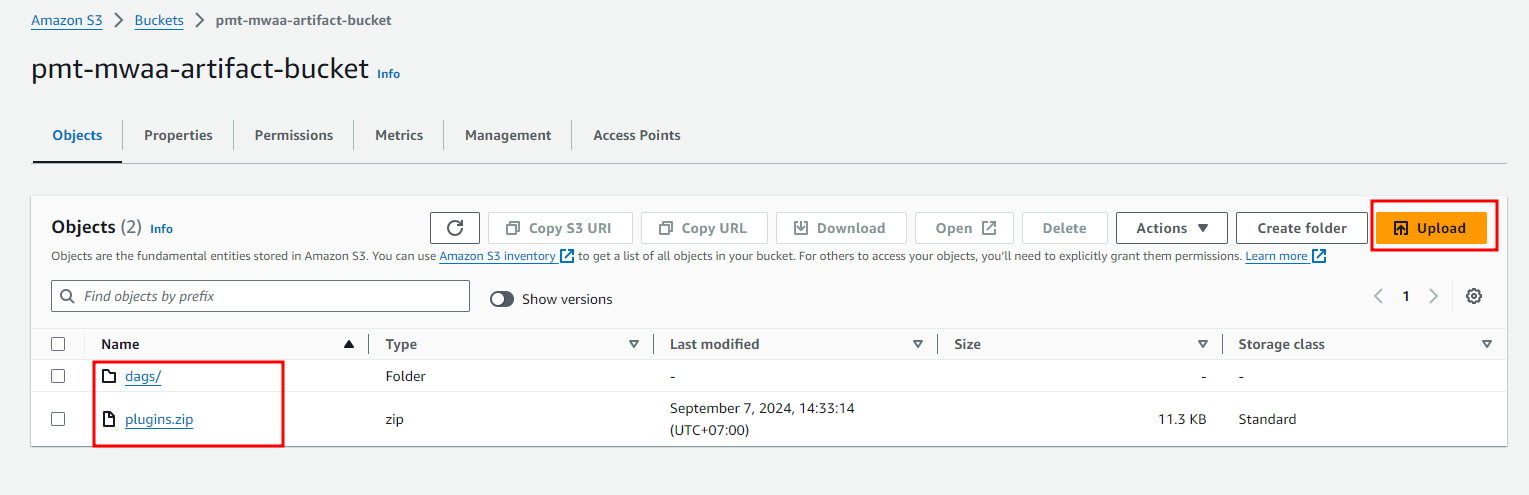 Amazon S3 > Buckets > pmt-mwaa-artifact-bucket
pmt-mwaa-artifact-bucket Info
Objects Properties Permissions Metrics Management Access Points
Objects (2) Info Copy S3 URI Copy URL Download Open Delete Actions Create folder Upload
Objects are the fundamental entities stored in Amazon S3. You can use Amazon S3 inventory to get a list of all objects in your bucket. For others to access your objects, you'll need to explicitly grant them permissions. Learn more
Find objects by prefix Show versions 1
Name Type Last modified Size Storage class
dags/ Folder - - -
plugins.zip zip September 7, 2024, 14:33:14 11.3 KB Standard
(UTC+07:00)